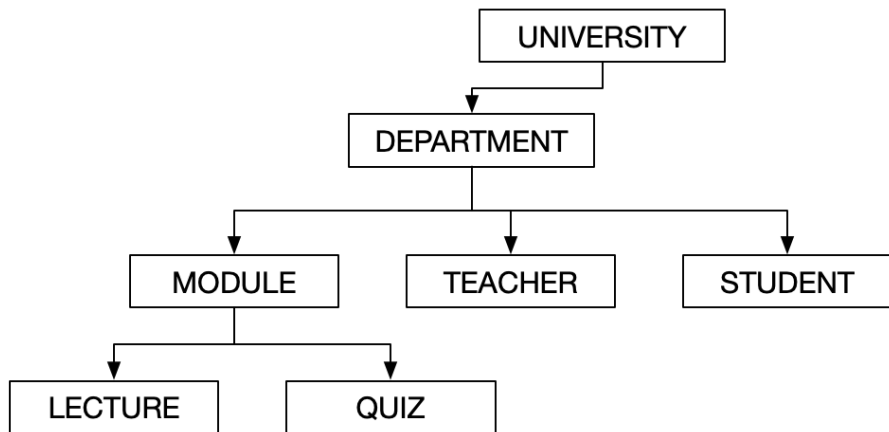 UNIVERSITY
DEPARTMENT
MODULE
TEACHER
STUDENT
LECTURE
QUIZ